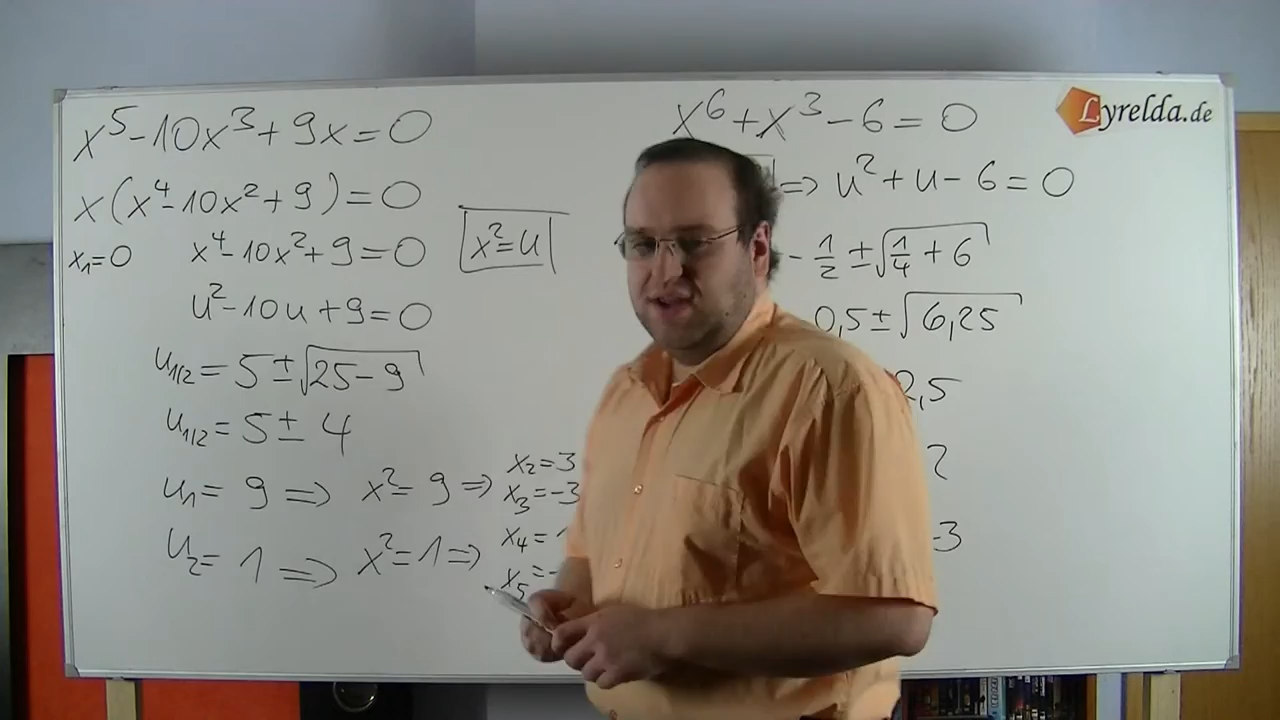 x⁵-10x³+9x=0
x(x⁴-10x²+9)=0
x₁=0 x⁴-10x²+9=0 x²=u
u²-10u+9=0
u₁/₂=5±√25-9
u₁/₂=5±4
u₁=9⇒x²=9⇒x₂=3
x₃=-3
u₂=1⇒x²=1⇒x₄=
x₅=-
x⁶+x³-6=0
⇒u²+u-6=0
-1/2±√1/4+6
0,5±√6,25
2,5
2
-3
Lyrelda.de